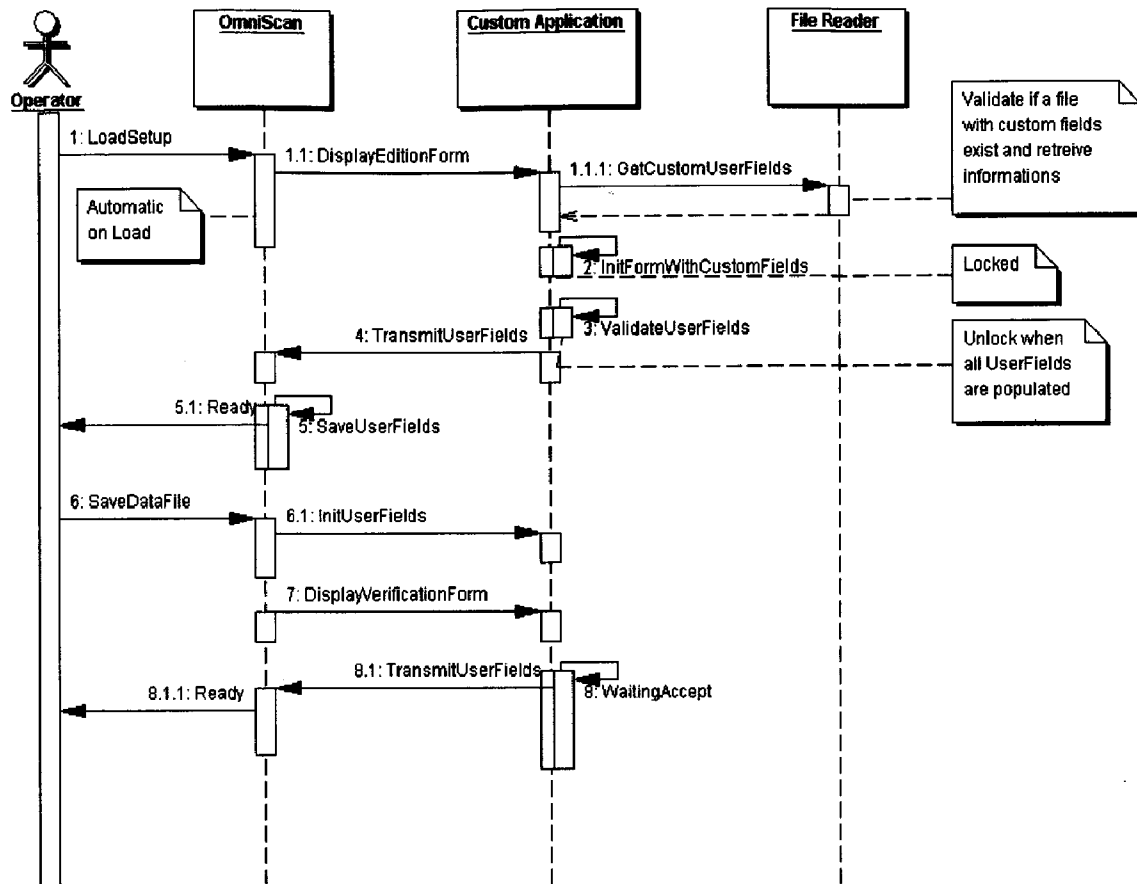 OmniScan
Custom Application
File Reader
Operator
Validate if a file
with custom fields
exist and retreive
informations
1: LoadSetup
1.1: DisplayEditionForm
1.1.1: GetCustomUserFields
Automatic
on Load
2: InitFormWithCustomFields
Locked
3: ValidateUserFields
4: TransmitUserFields
Unlock when
all UserFields
are populated
5.1: Ready
5: SaveUserFields
6: SaveDataFile
6.1: InitUserFields
7: DisplayVerificationForm
8.1: TransmitUserFields
8: WaitingAccept
8.1.1: Ready